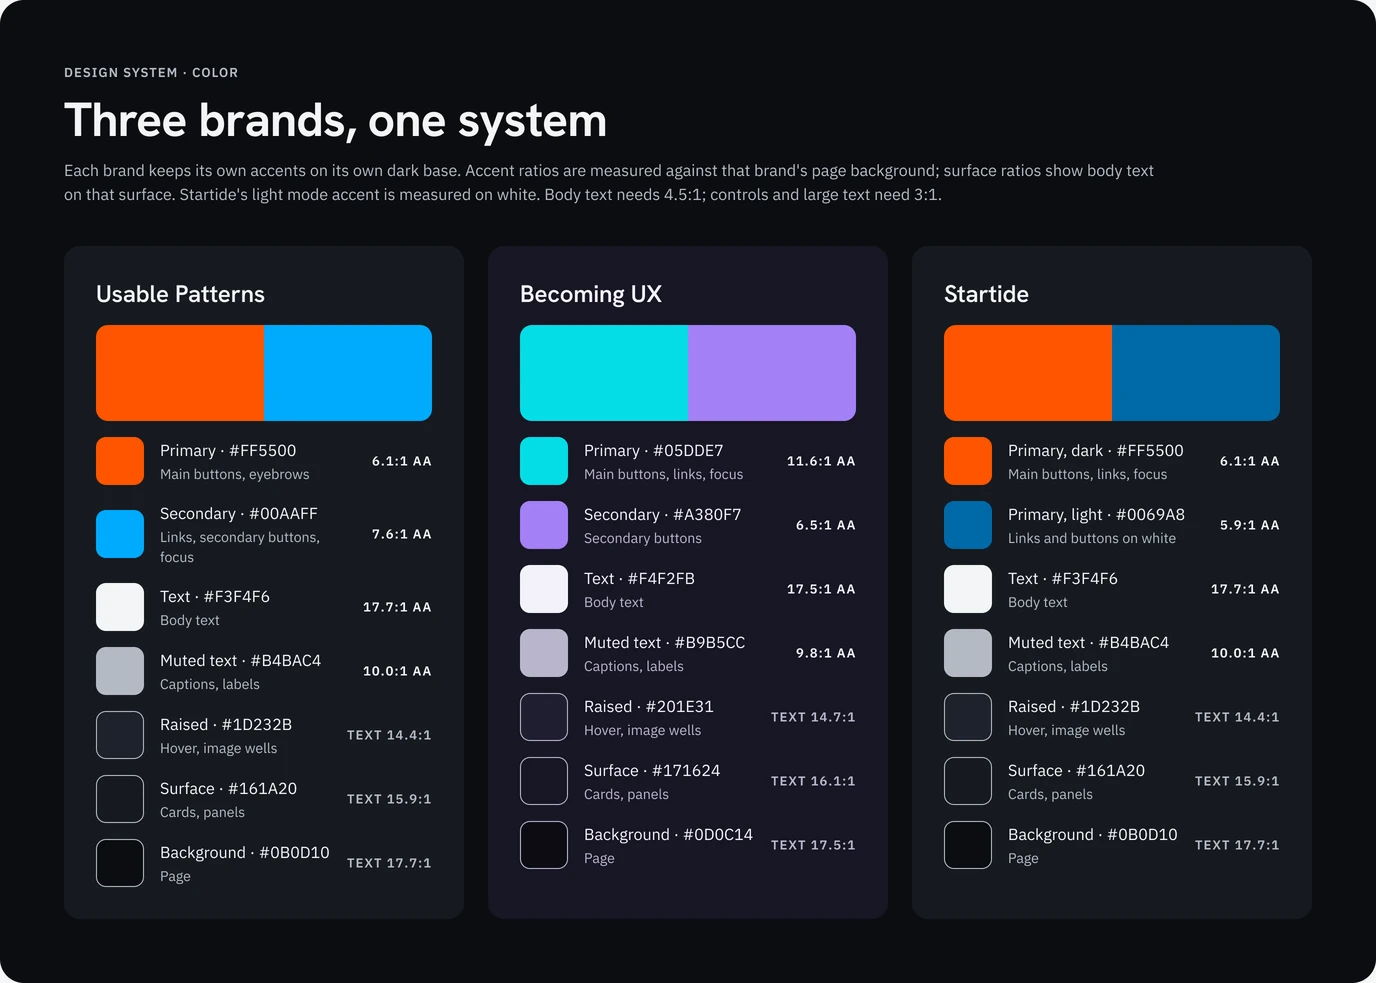 DESIGN SYSTEM · COLOR
Three brands, one system
Each brand keeps its own accents on its own dark base. Accent ratios are measured against that brand's page background; surface ratios show body text
on that surface. Startide's light mode accent is measured on white. Body text needs 4.5:1; controls and large text need 3:1.
Usable Patterns
Primary · #FF5500
Main buttons, eyebrows
6.1:1 AA
Secondary · #00AAFF
Links, secondary buttons,
focus
7.6:1 AA
Text · #F3F4F6
Body text
17.7:1 AA
Muted text · #B4BAC4
Captions, labels
10.0:1 AA
Raised · #1D232B
Hover, image wells
TEXT 14.4:1
Surface · #161A20
Cards, panels
TEXT 15.9:1
Background · #0B0D10
Page
TEXT 17.7:1
Becoming UX
Primary · #05DDE7
Main buttons, links, focus
11.6:1 AA
Secondary · #A380F7
Secondary buttons
6.5:1 AA
Text · #F4F2FB
Body text
17.5:1 AA
Muted text · #B9B5CC
Captions, labels
9.8:1 AA
Raised · #201E31
Hover, image wells
TEXT 14.7:1
Surface · #171624
Cards, panels
TEXT 16.1:1
Background · #0D0C14
Page
TEXT 17.5:1
Startide
Primary, dark · #FF5500
Main buttons, links, focus
6.1:1 AA
Primary, light · #0069A8
Links and buttons on white
5.9:1 AA
Text · #F3F4F6
Body text
17.7:1 AA
Muted text · #B4BAC4
Captions, labels
10.0:1 AA
Raised · #1D232B
Hover, image wells
TEXT 14.4:1
Surface · #161A20
Cards, panels
TEXT 15.9:1
Background · #0B0D10
Page
TEXT 17.7:1